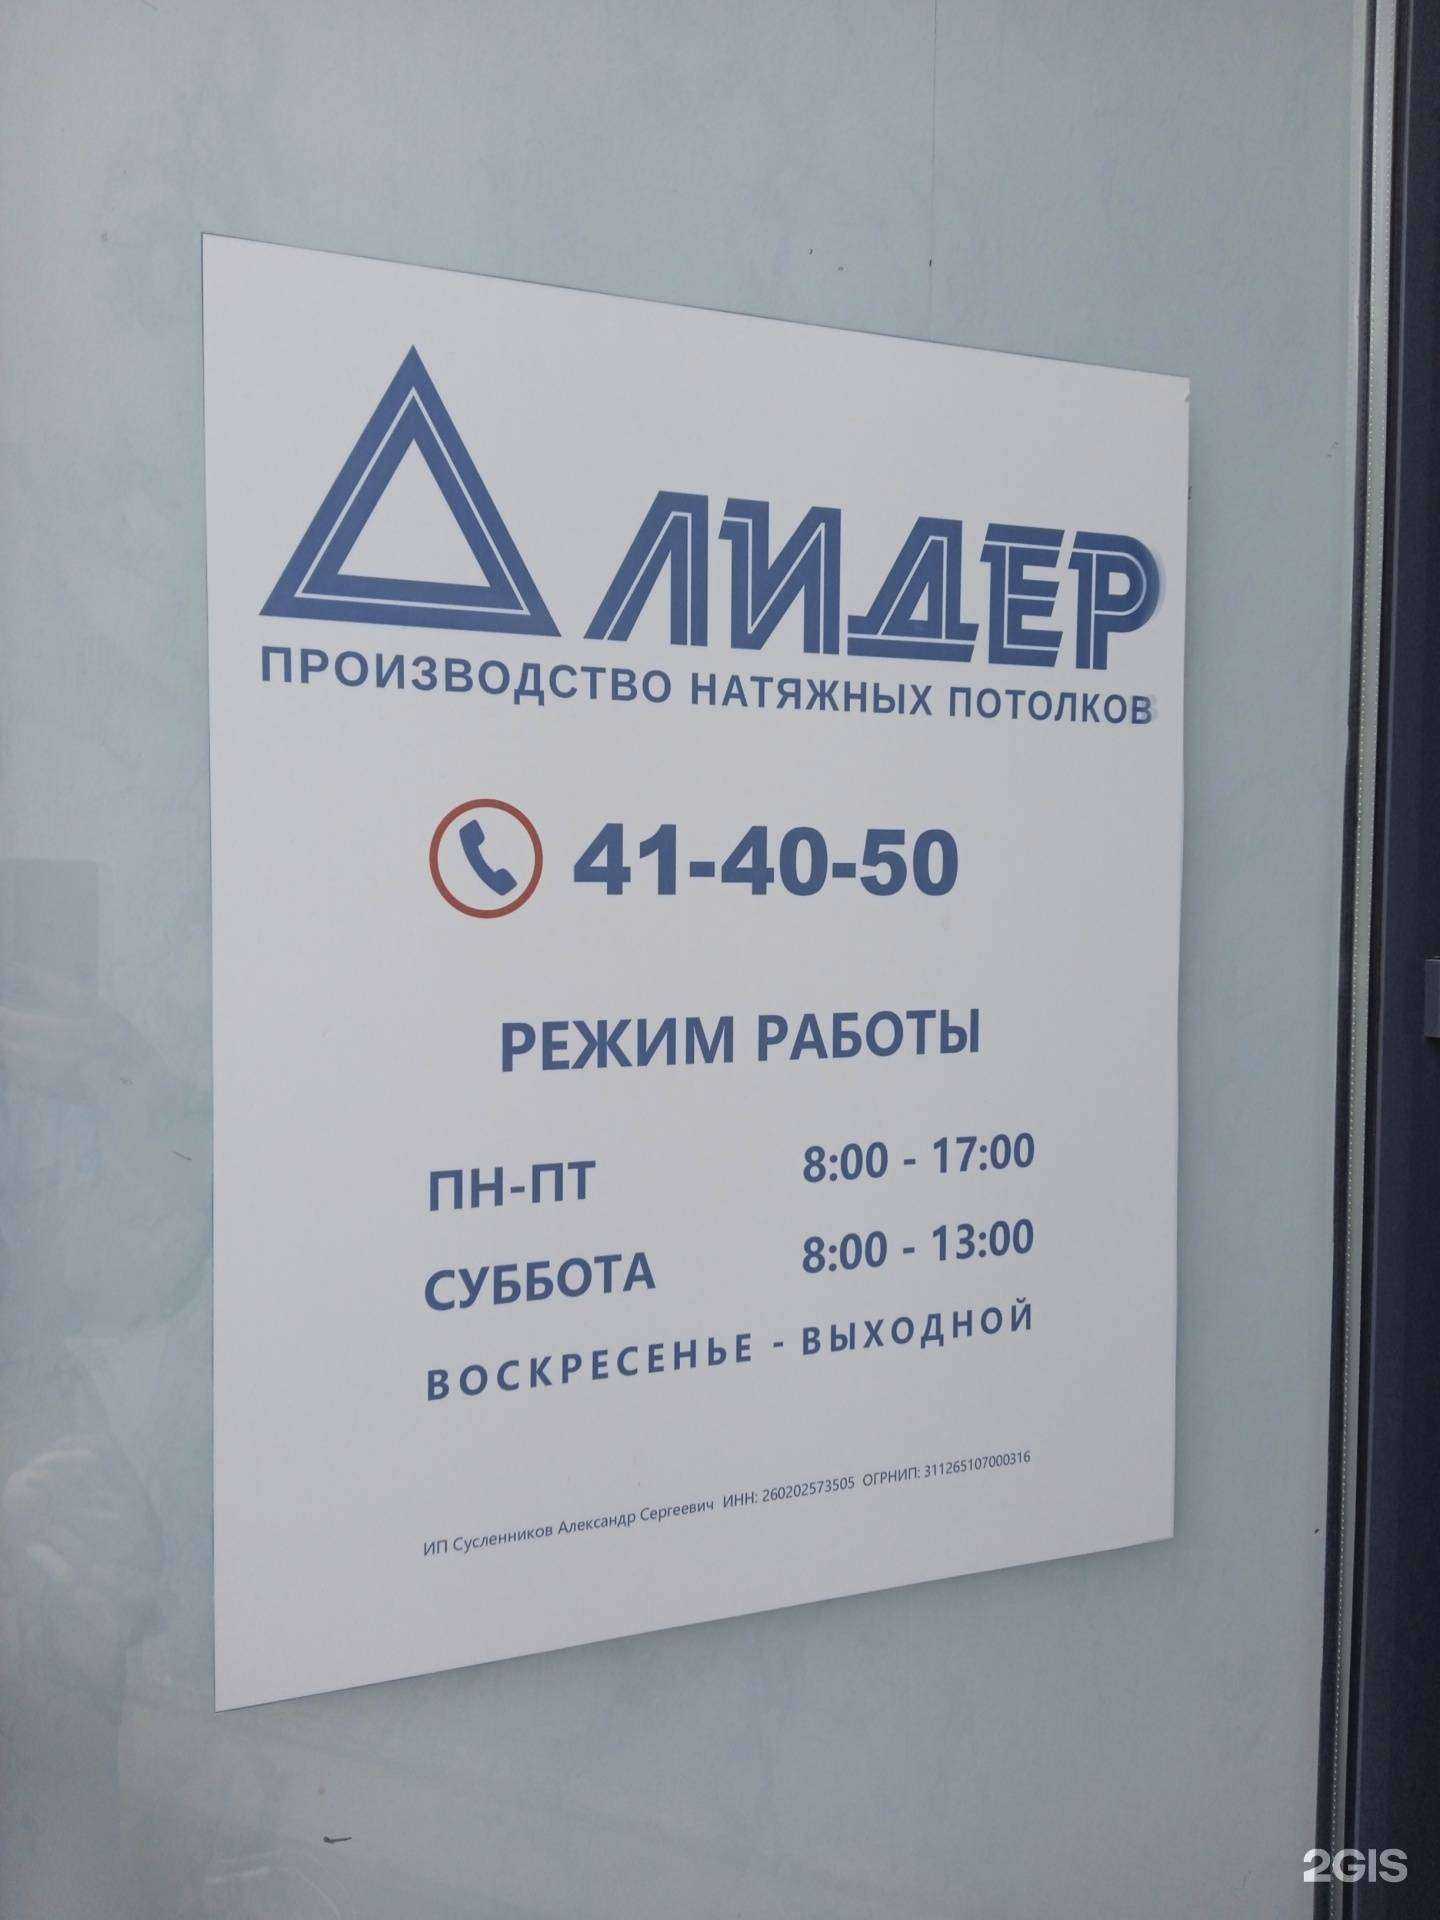 ЛИДЕР
ПРОИЗВОДСТВО НАТЯЖНЫХ ПОТОЛКОВ
41-40-50
РЕЖИМ РАБОТЫ
ПН-ПТ 8:00 - 17:00
СУББОТА 8:00 - 13:00
ВОСКРЕСЕНЬЕ - ВЫХОДНОЙ
ИП Сусленников Александр Сергеевич ИНН: 260202573505 ОГРНИП: 311265107000316
2GIS